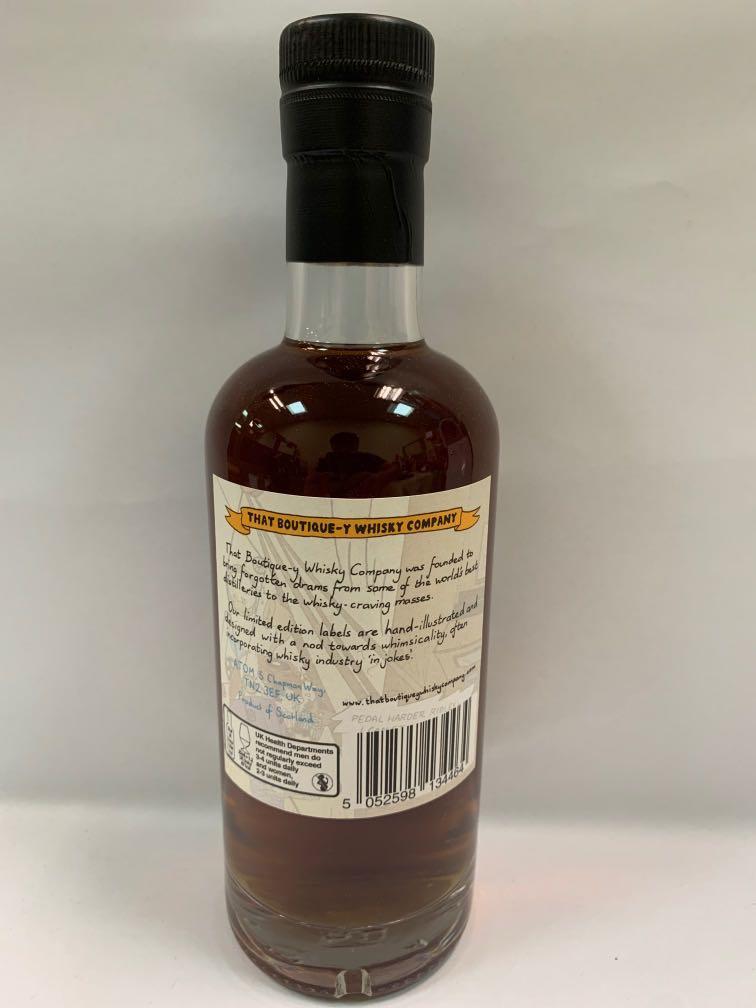 THAT BOUTIQUE-Y WHISKY COMPANY
That Boutique-y Whisky Company was founded to
bring forgotten drams from some of the world's best
distilleries to the whisky-craving masses.
Our limited edition labels are hand-illustrated and
designed with a nod towards whimsicality, often
incorporating whisky industry 'in jokes'.
ATOM, 5 Chapman Way,
TN2 3EF, UK.
Product of Scotland
www.thatboutiqueywhiskycompany.com
PEDAL HARDER
UK Health Departments
recommend men do
not regularly exceed
3-4 units daily
and women,
2-3 units daily
5 052598 134464